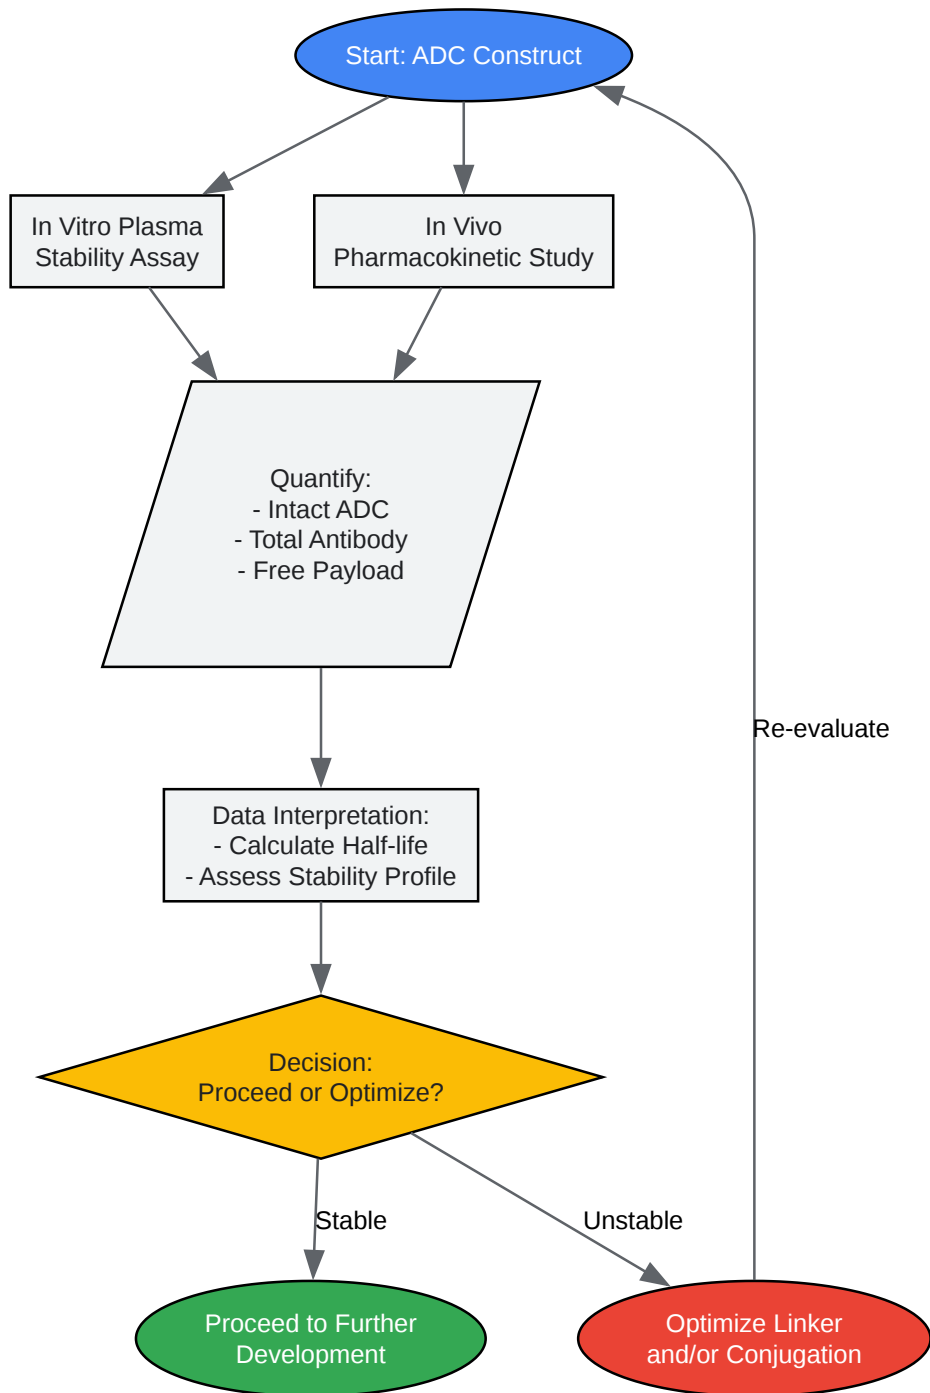 Start: ADC Construct
In Vitro Plasma
Stability Assay
In Vivo
Pharmacokinetic Study
Quantify:
- Intact ADC
- Total Antibody
- Free Payload
Re-evaluate
Data Interpretation:
- Calculate Half-life
- Assess Stability Profile
Decision:
Proceed or Optimize?
Stable
Unstable
Proceed to Further
Development
Optimize Linker
and/or Conjugation